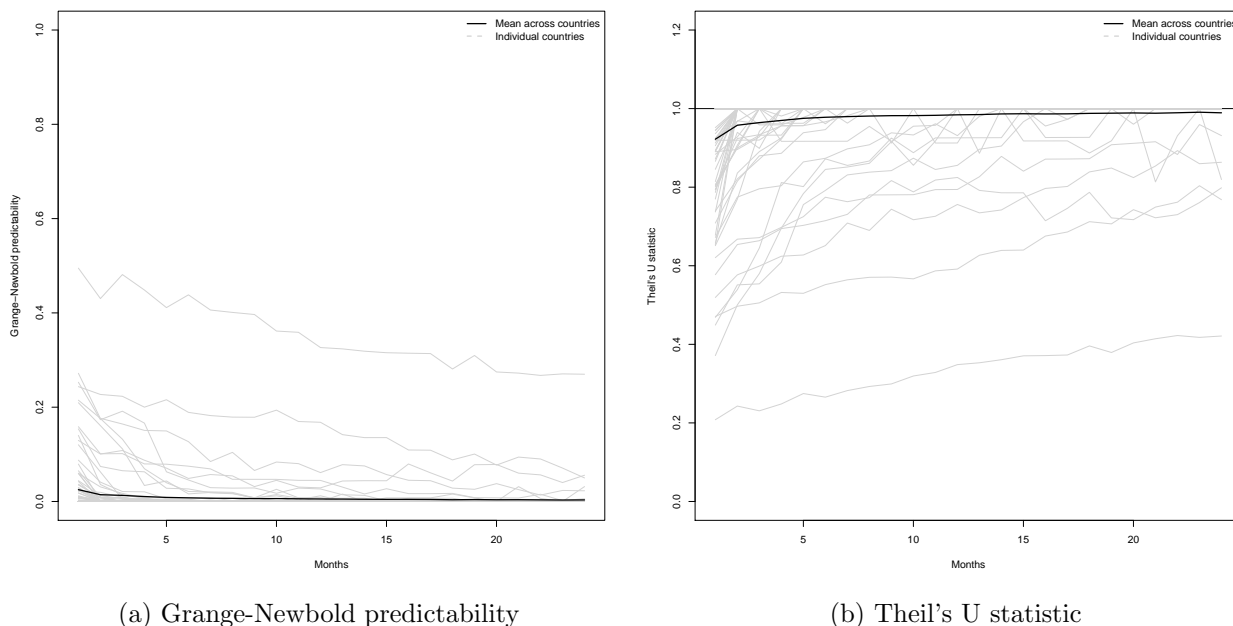 Mean across countries
Individual countries
1.0
0.8
0.6
0.4
0.2
0.0
Grange−Newbold predictability
5
10
15
20
Months
(a) Grange-Newbold predictability
Mean across countries
Individual countries
1.2
1.0
0.8
0.6
0.4
0.2
0.0
Theil's U statistic
5
10
15
20
Months
(b) Theil's U statistic